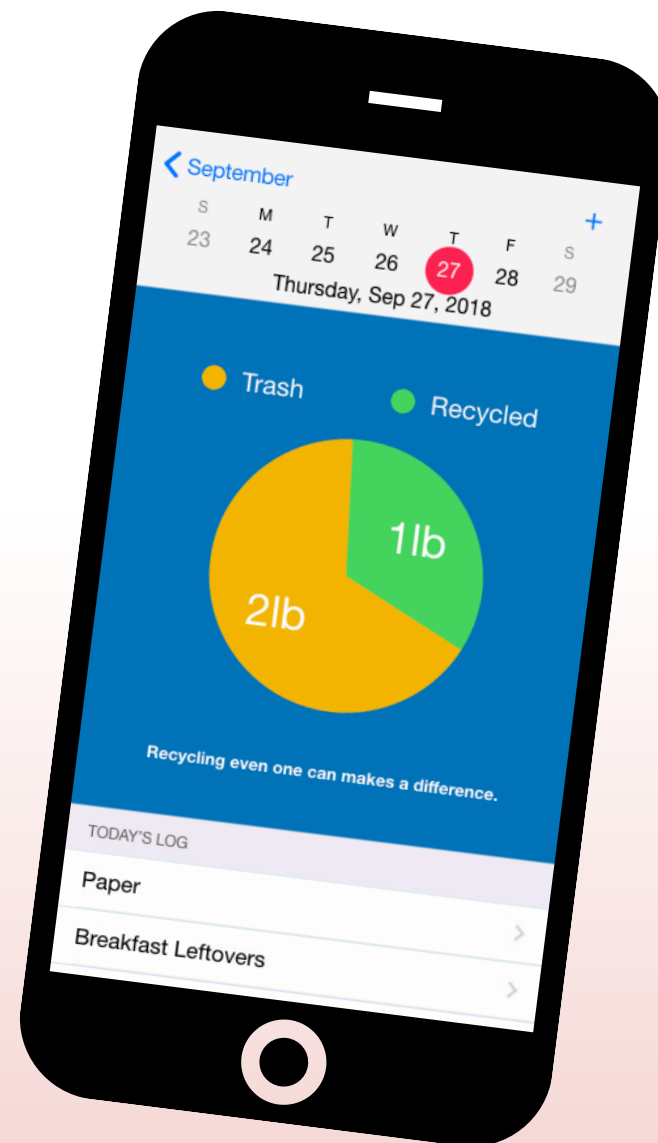 September
+
S M T W T F S
23 24 25 26 27 28 29
Thursday, Sep 27, 2018
Trash Recycled
1lb
2lb
Recycling even one can makes a difference.
TODAY'S LOG
Paper
Breakfast Leftovers